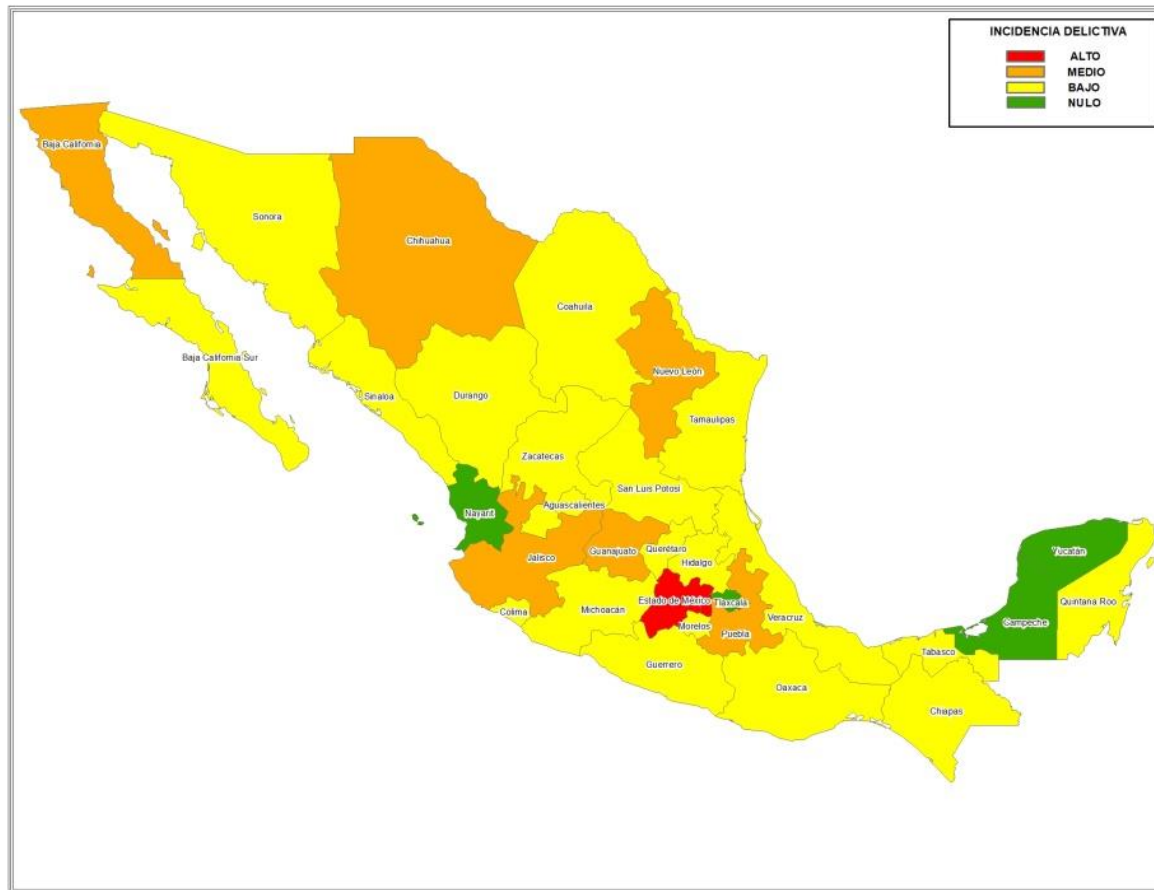 INCIDENCIA DELICTIVA
ALTO
MEDIO
BAJO
NULO
Baja California
Sonora
Chihuahua
Coahuila
Baja California Sur
Nuevo León
Sinaloa
Durango
Tamaulipas
Zacatecas
San Luis Potosí
Nayarit
Aguascalientes
Jalisco
Guanajuato
Querétaro
Hidalgo
Yucatán
Colima
Michoacán
Estado de México
Tlaxcala
Quintana Roo
Morelos
Puebla
Veracruz
Campeche
Guerrero
Tabasco
Oaxaca
Chiapas